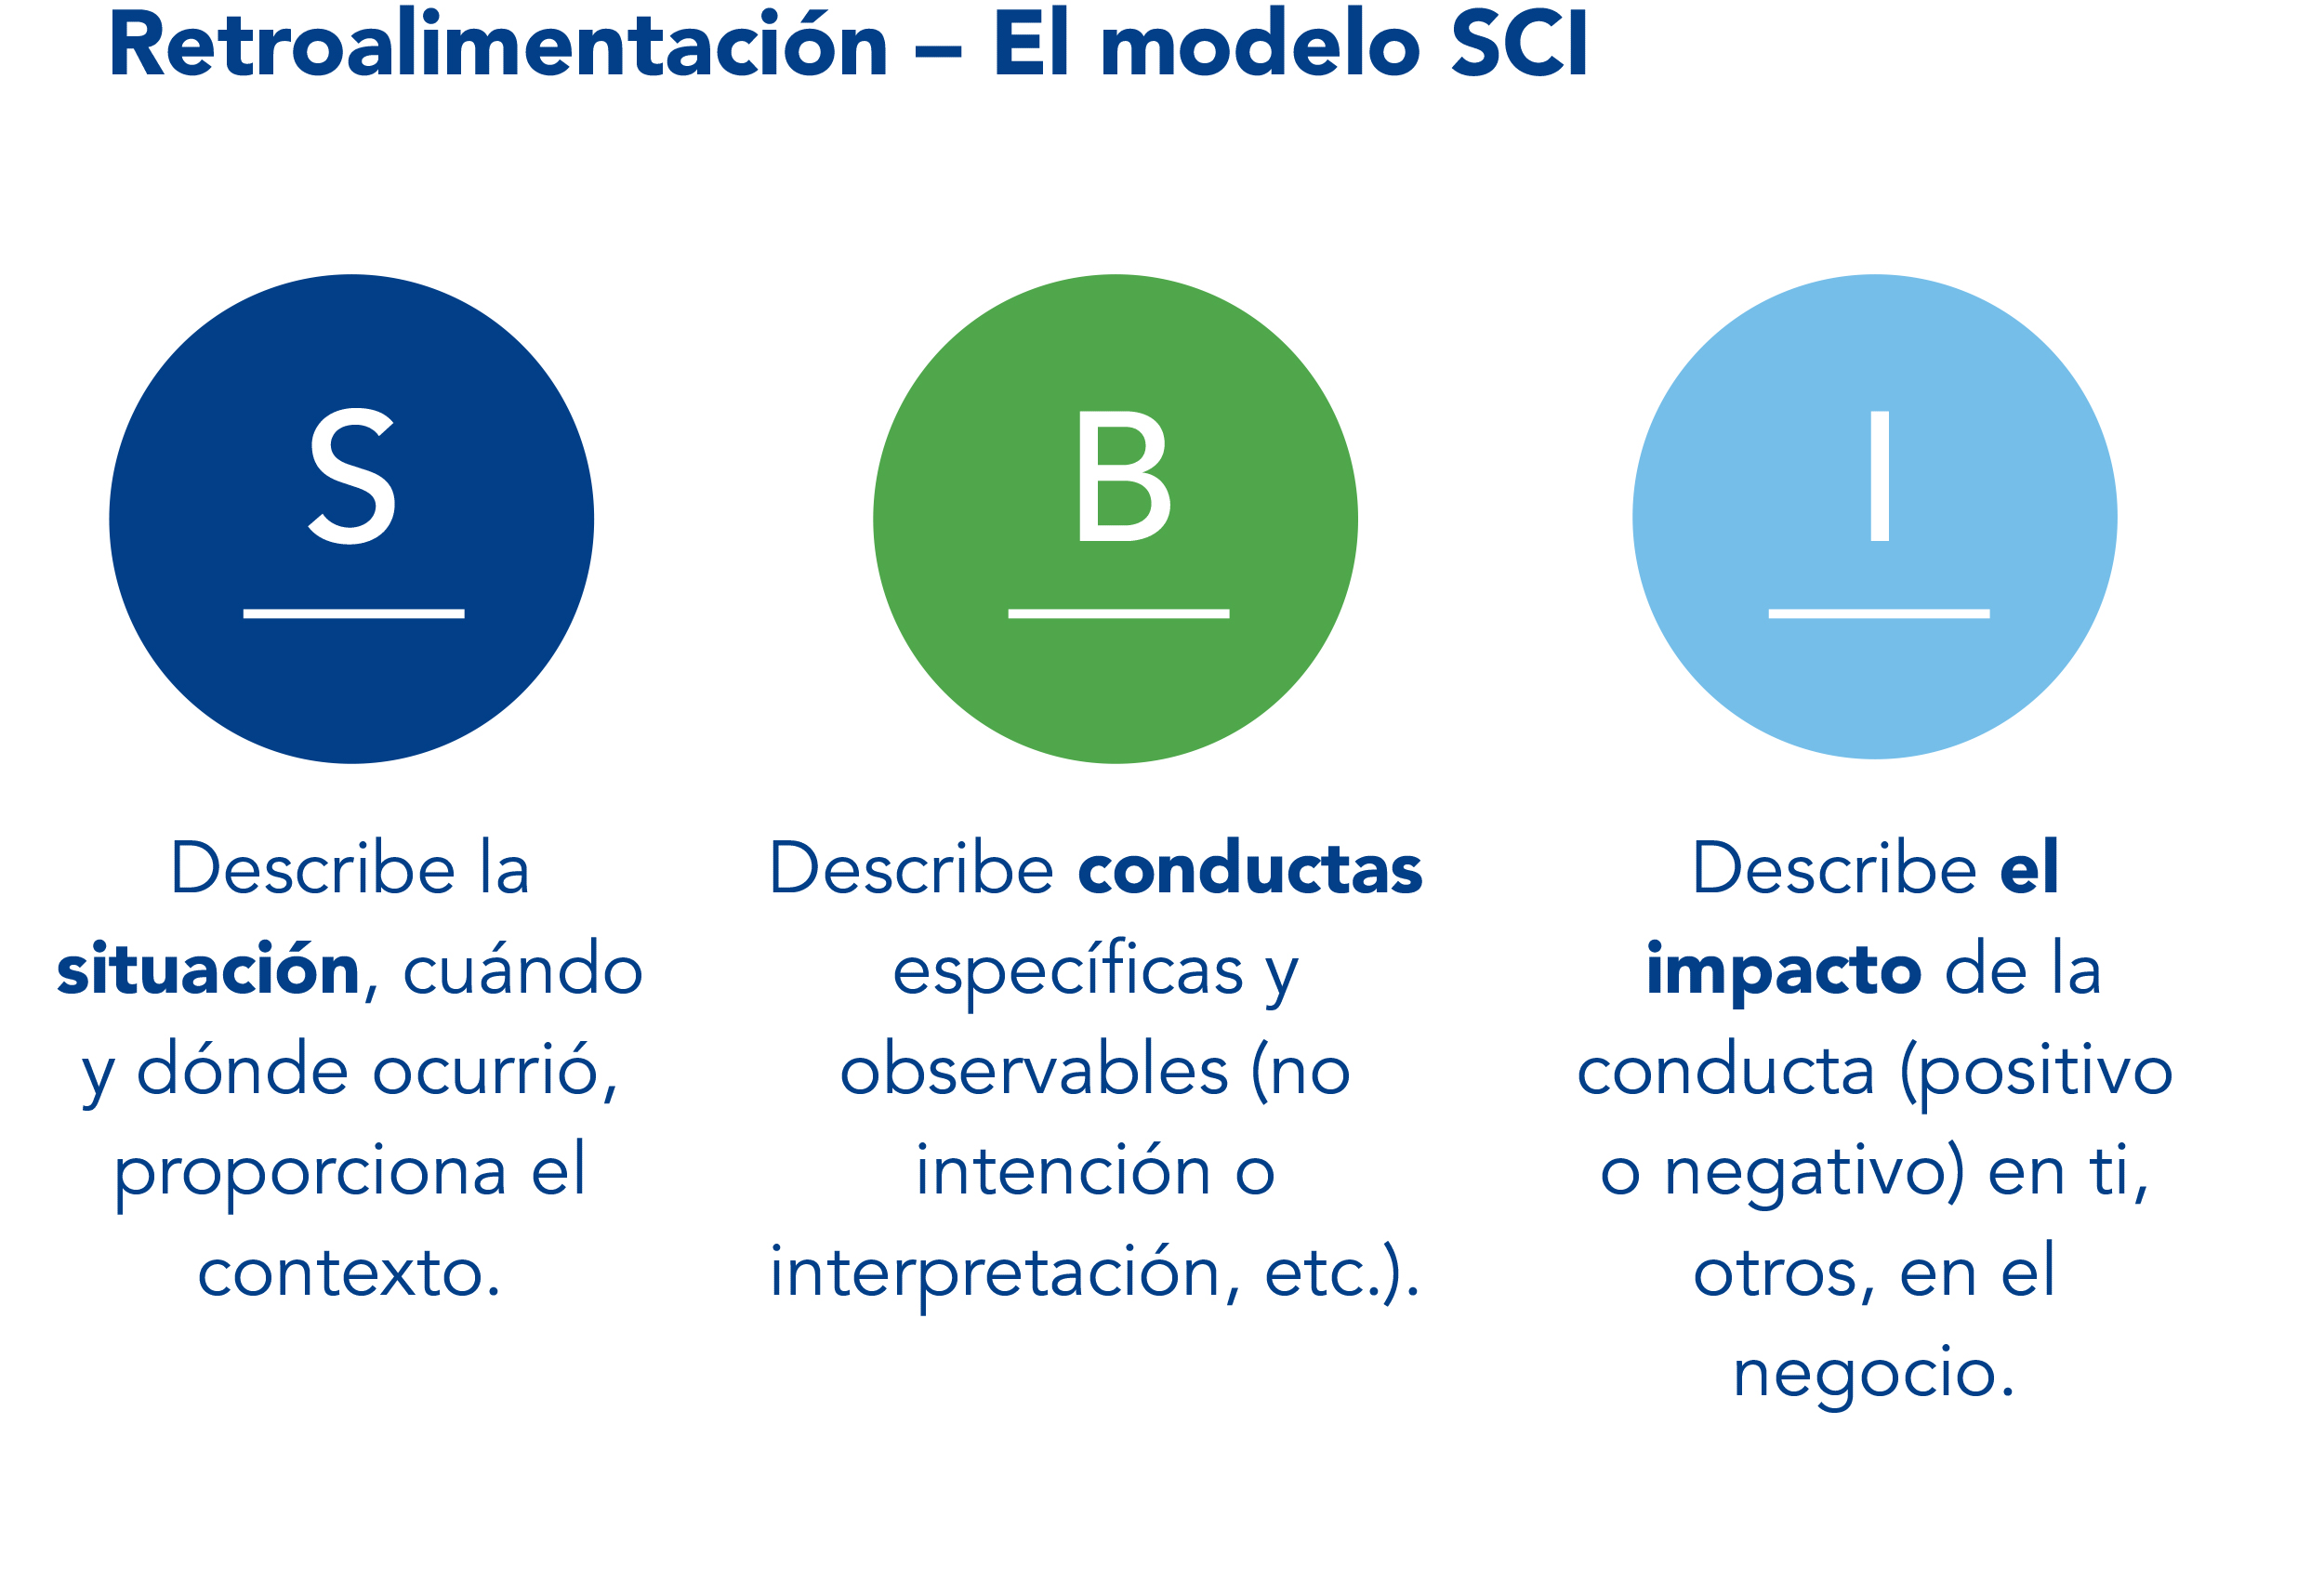 Retroalimentación – El modelo SCI
S
Describe la
situación, cuándo
y dónde ocurrió,
proporciona el
contexto.
B
Describe conductas
específicas y
observables (no
intención o
interpretación, etc.).
I
Describe el
impacto de la
conducta (positivo
o negativo) en ti,
otros, en el
negocio.